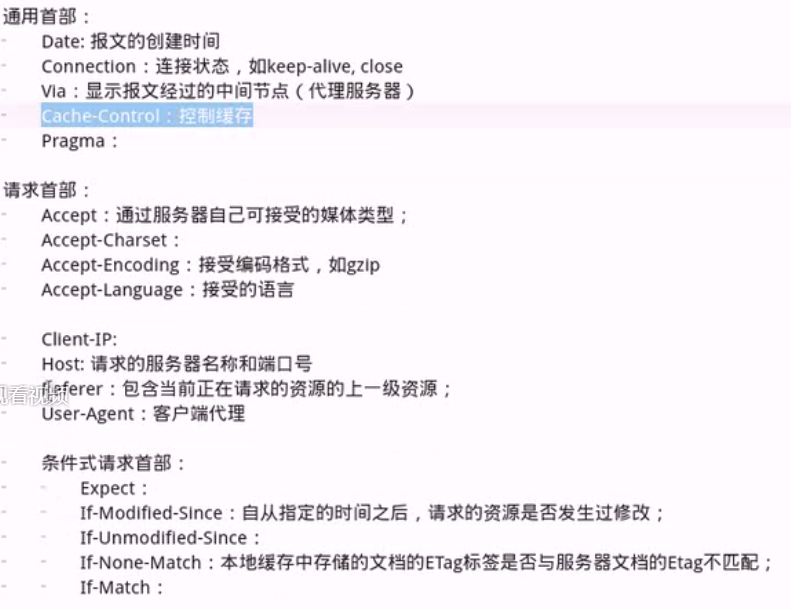 通用首部：
- Date: 报文的创建时间
- Connection：连接状态，如keep-alive, close
- Via：显示报文经过的中间节点（代理服务器）
- Cache-Control：控制缓存
- Pragma：
请求首部：
- Accept：通过服务器自己可接受的媒体类型；
- Accept-Charset：
- Accept-Encoding：接受编码格式，如gzip
- Accept-Language：接受的语言
- Client-IP:
- Host: 请求的服务器名称和端口号
- Referer：包含当前正在请求的资源的上一级资源；
观看视频
- User-Agent：客户端代理
- 条件式请求首部：
- - Expect：
- - If-Modified-Since：自从指定的时间之后，请求的资源是否发生过修改；
- - If-Unmodified-Since：
- - If-None-Match：本地缓存中存储的文档的ETag标签是否与服务器文档的Etag不匹配；
- - If-Match：